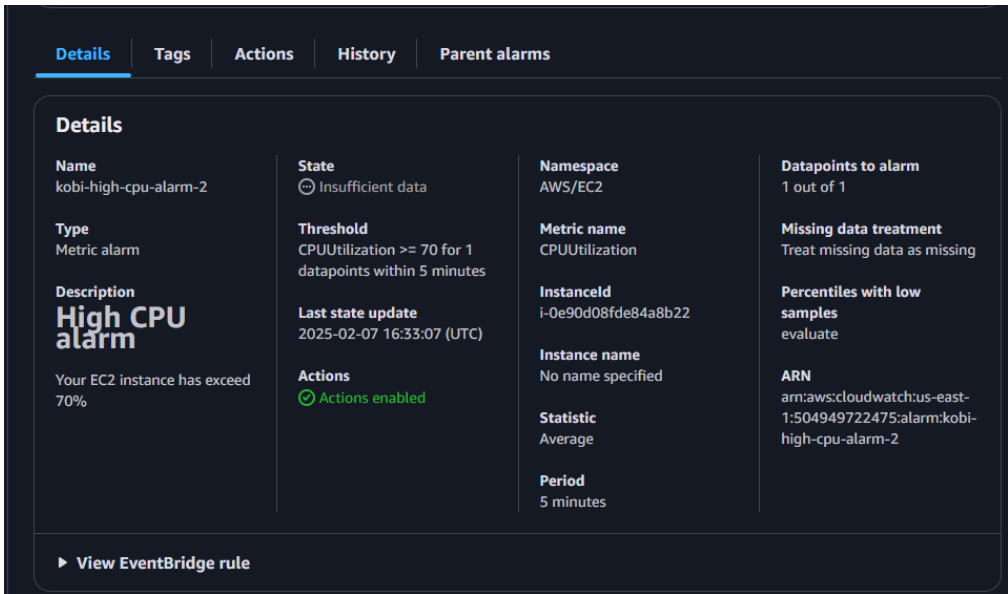 Details
Tags
Actions
History
Parent alarms
Details
Name
kobi-high-cpu-alarm-2
Type
Metric alarm
Description
High CPU
alarm
Your EC2 instance has exceed
70%
State
Insufficient data
Threshold
CPUUtilization >= 70 for 1
datapoints within 5 minutes
Last state update
2025-02-07 16:33:07 (UTC)
Actions
Actions enabled
Namespace
AWS/EC2
Metric name
CPUUtilization
InstanceId
i-0e90d08fde84a8b22
Instance name
No name specified
Statistic
Average
Period
5 minutes
Datapoints to alarm
1 out of 1
Missing data treatment
Treat missing data as missing
Percentiles with low
samples
evaluate
ARN
arn:aws:cloudwatch:us-east-
1:504949722475:alarm:kobi-
high-cpu-alarm-2
View EventBridge rule